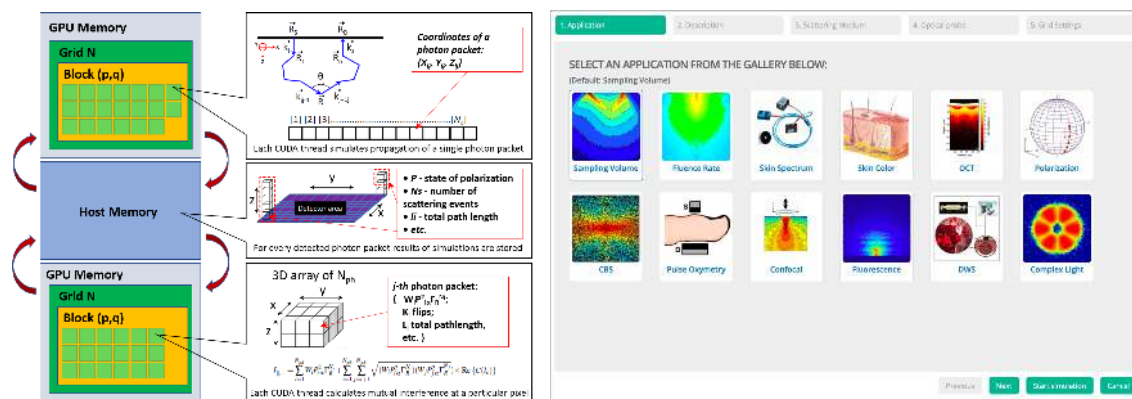 GPU Memory
Grid N
Block (p,q)
Host Memory
GPU Memory
Grid N
Block (p,q)
Coordinates of a
photon packet:
Each CUDA thread simulates propagation of a single photon packet
y
z
x
Detector area
• P - state of polarization
• Ns - number of
scattering events
• li - total path length
• etc.
For every detected photon packet results of simulations are stored
3D array of Nph
y
x
z
j-th photon packet:
K flips;
L total pathlength,
etc. }
Each CUDA thread calculates mutual interference at a particular pixel
1. Application
2. Description
3. Scattering Medium
4. Optical probe
5. Grid Settings
SELECT AN APPLICATION FROM THE GALLERY BELOW:
(Default: Sampling Volume)
Sampling Volume
Fluence Rate
Skin Spectrum
Skin Color
OCT
Polarization
S
D
CBS
Pulse Oxymetry
Confocal
Fluorescence
DWS
Complex Light
Previous
Next
Start simulation
Cancel